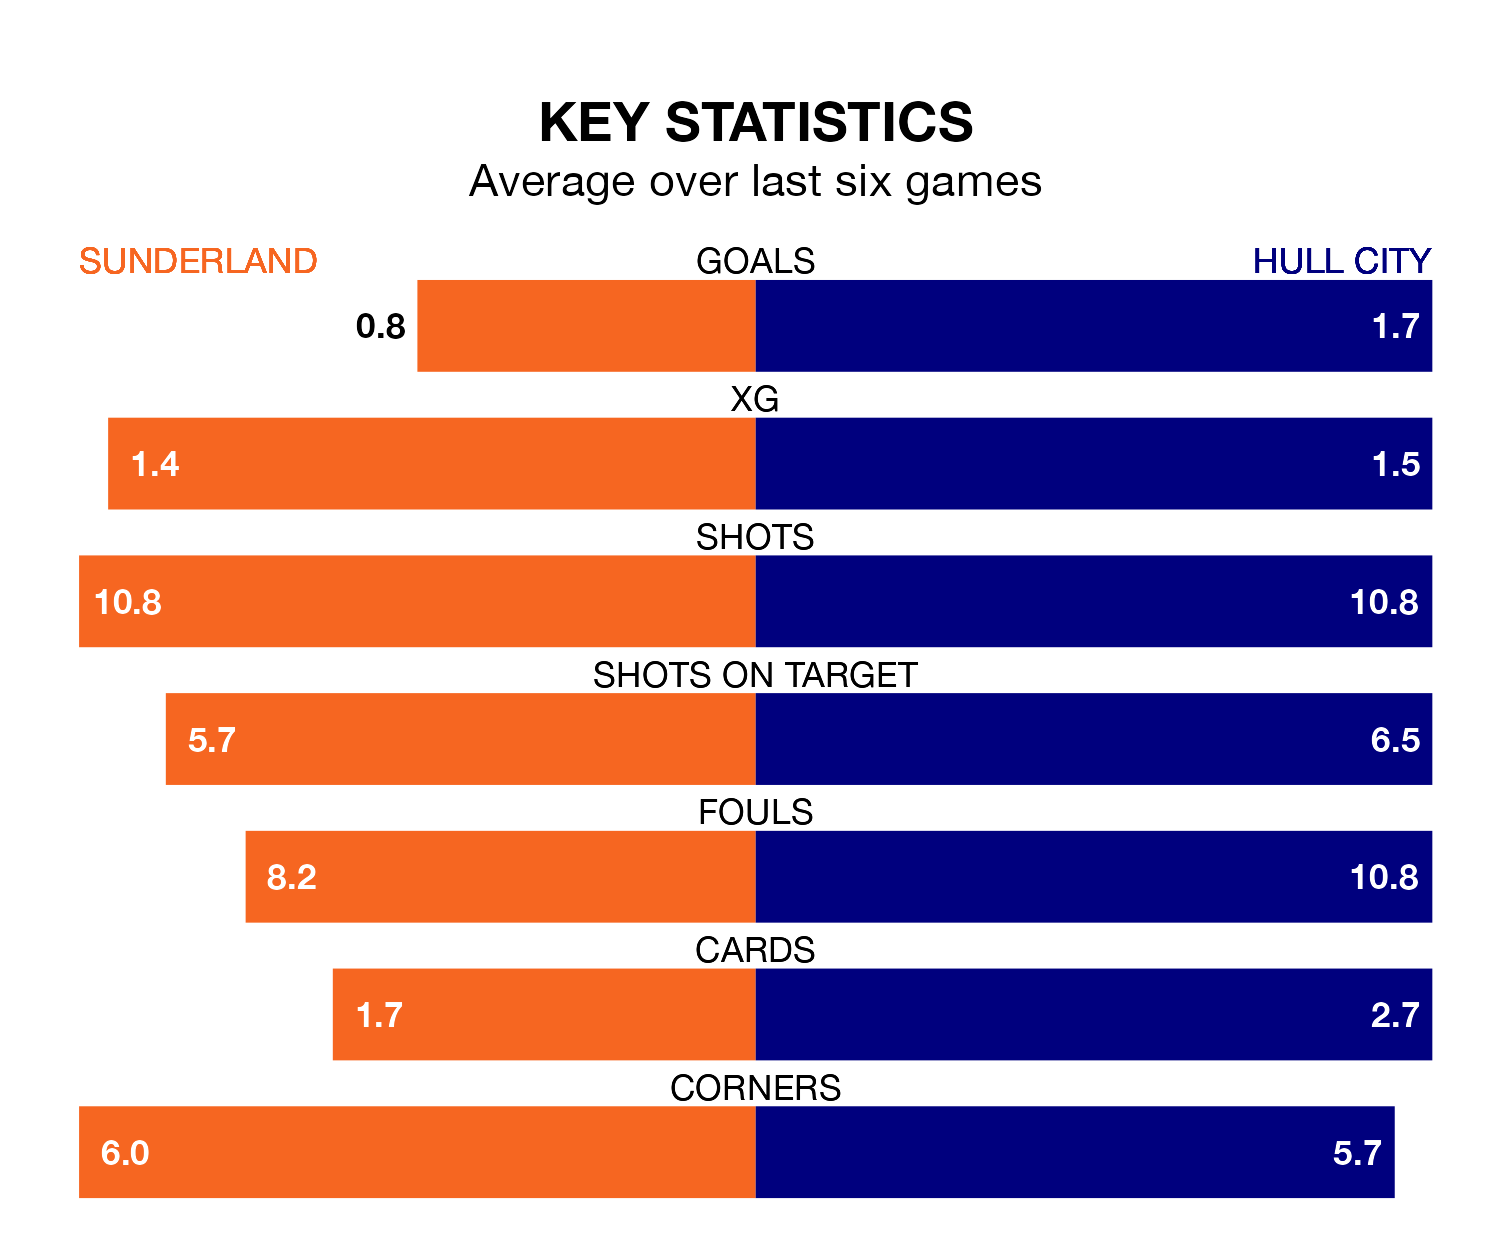 KEY STATISTICS
Average over last six games
SUNDERLAND GOALS HULL CITY
0.8 1.7
XG
1.4 1.5
SHOTS
10.8 10.8
SHOTS ON TARGET
5.7 6.5
FOULS
8.2 10.8
CARDS
1.7 2.7
CORNERS
6.0 5.7